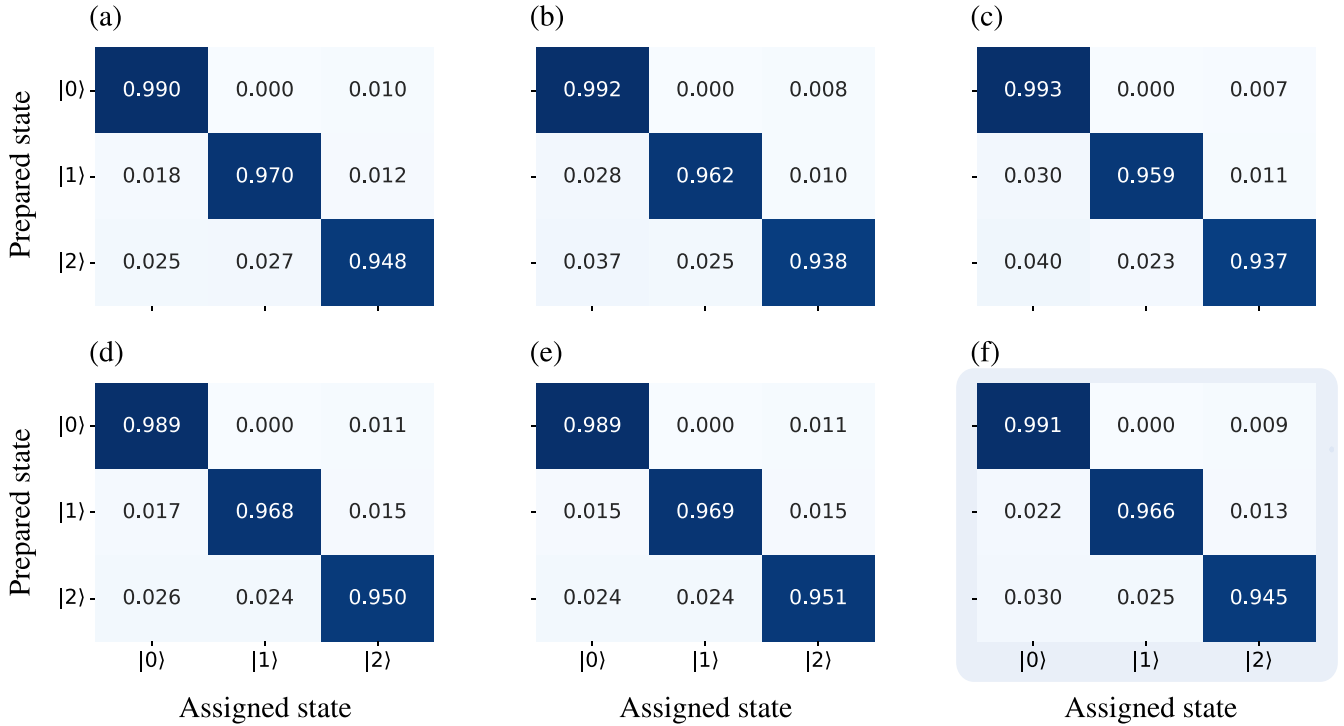 (a) (b) (c)
Prepared state
|0⟩ 0.990 0.000 0.010 0.992 0.000 0.008 0.993 0.000 0.007
|1⟩ 0.018 0.970 0.012 0.028 0.962 0.010 0.030 0.959 0.011
|2⟩ 0.025 0.027 0.948 0.037 0.025 0.938 0.040 0.023 0.937
(d) (e) (f)
Prepared state
|0⟩ 0.989 0.000 0.011 0.989 0.000 0.011 0.991 0.000 0.009
|1⟩ 0.017 0.968 0.015 0.015 0.969 0.015 0.022 0.966 0.013
|2⟩ 0.026 0.024 0.950 0.024 0.024 0.951 0.030 0.025 0.945
|0⟩ |1⟩ |2⟩ |0⟩ |1⟩ |2⟩ |0⟩ |1⟩ |2⟩
Assigned state Assigned state Assigned state